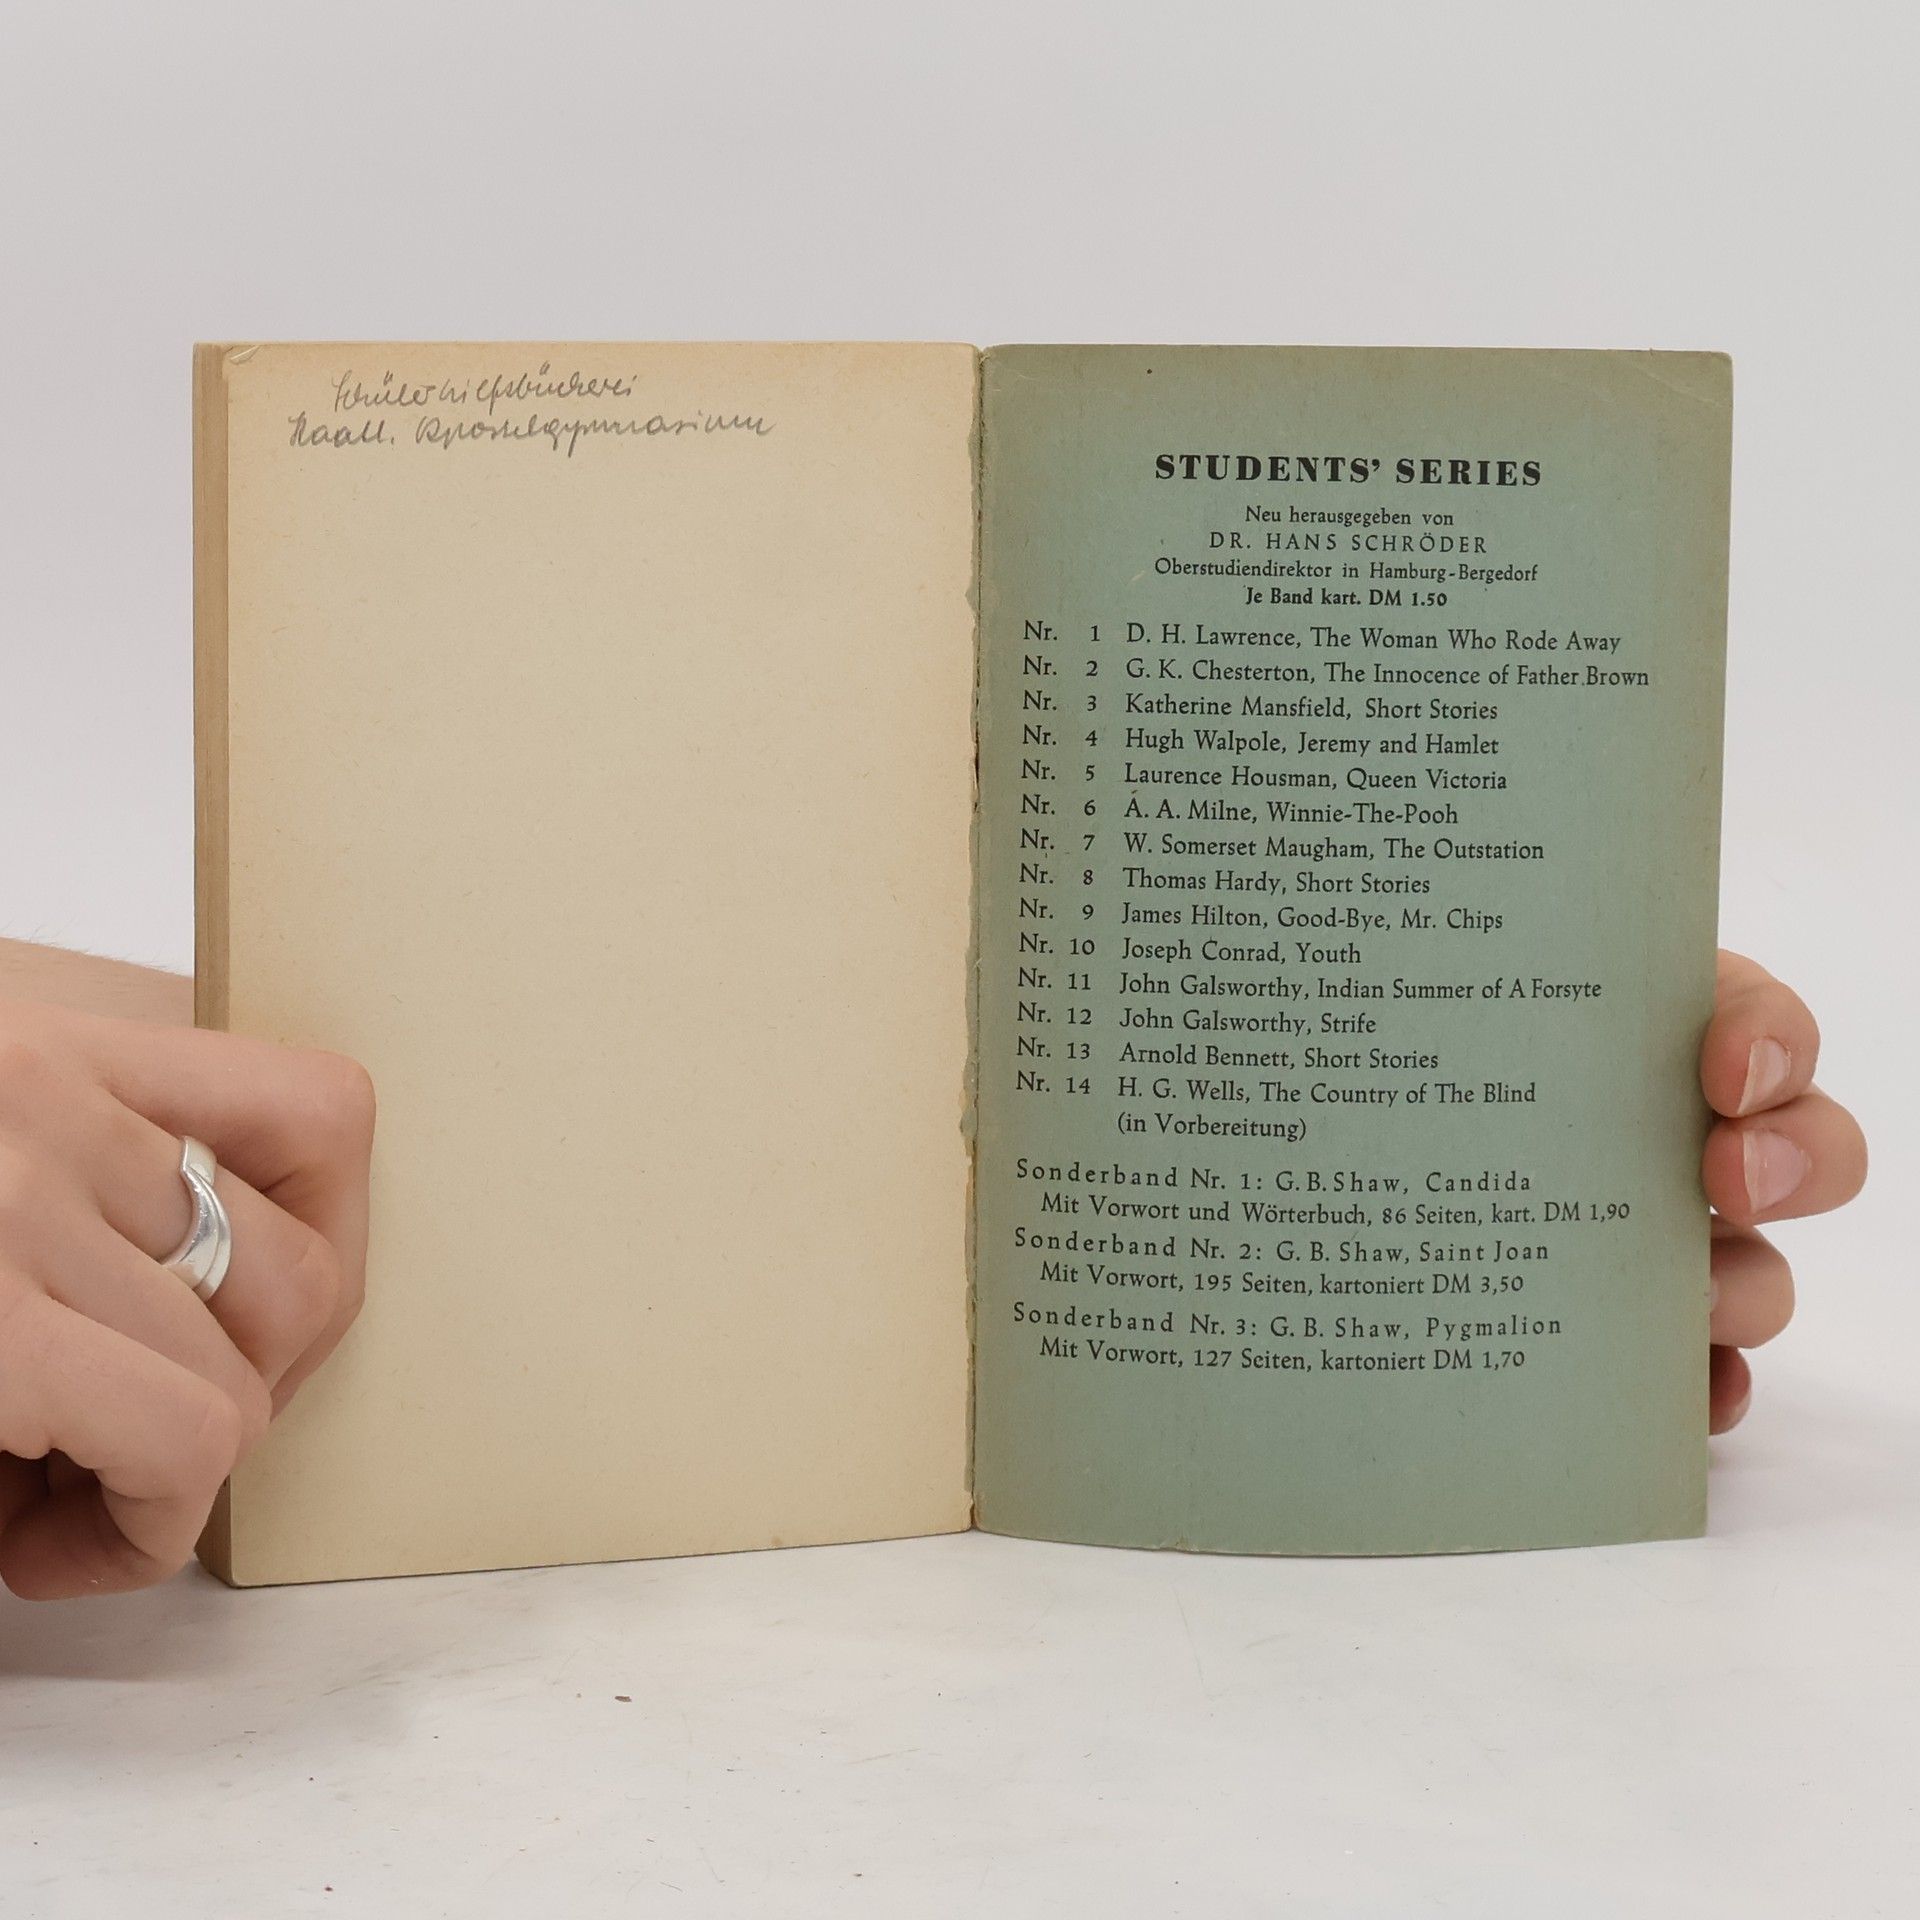 Schülerhilfsbücherei
Staatl. Apostelgymnasium
STUDENTS' SERIES
Neu herausgegeben von
DR. HANS SCHRÖDER
Oberstudiendirektor in Hamburg-Bergedorf
Je Band kart. DM 1.50
Nr. 1 D. H. Lawrence, The Woman Who Rode Away
Nr. 2 G. K. Chesterton, The Innocence of Father Brown
Nr. 3 Katherine Mansfield, Short Stories
Nr. 4 Hugh Walpole, Jeremy and Hamlet
Nr. 5 Laurence Housman, Queen Victoria
Nr. 6 A. A. Milne, Winnie-The-Pooh
Nr. 7 W. Somerset Maugham, The Outstation
Nr. 8 Thomas Hardy, Short Stories
Nr. 9 James Hilton, Good-Bye, Mr. Chips
Nr. 10 Joseph Conrad, Youth
Nr. 11 John Galsworthy, Indian Summer of A Forsyte
Nr. 12 John Galsworthy, Strife
Nr. 13 Arnold Bennett, Short Stories
Nr. 14 H. G. Wells, The Country of The Blind
(in Vorbereitung)
Sonderband Nr. 1: G. B. Shaw, Candida
Mit Vorwort und Wörterbuch, 86 Seiten, kart. DM 1,90
Sonderband Nr. 2: G. B. Shaw, Saint Joan
Mit Vorwort, 195 Seiten, kartoniert DM 3,50
Sonderband Nr. 3: G. B. Shaw, Pygmalion
Mit Vorwort, 127 Seiten, kartoniert DM 1,70